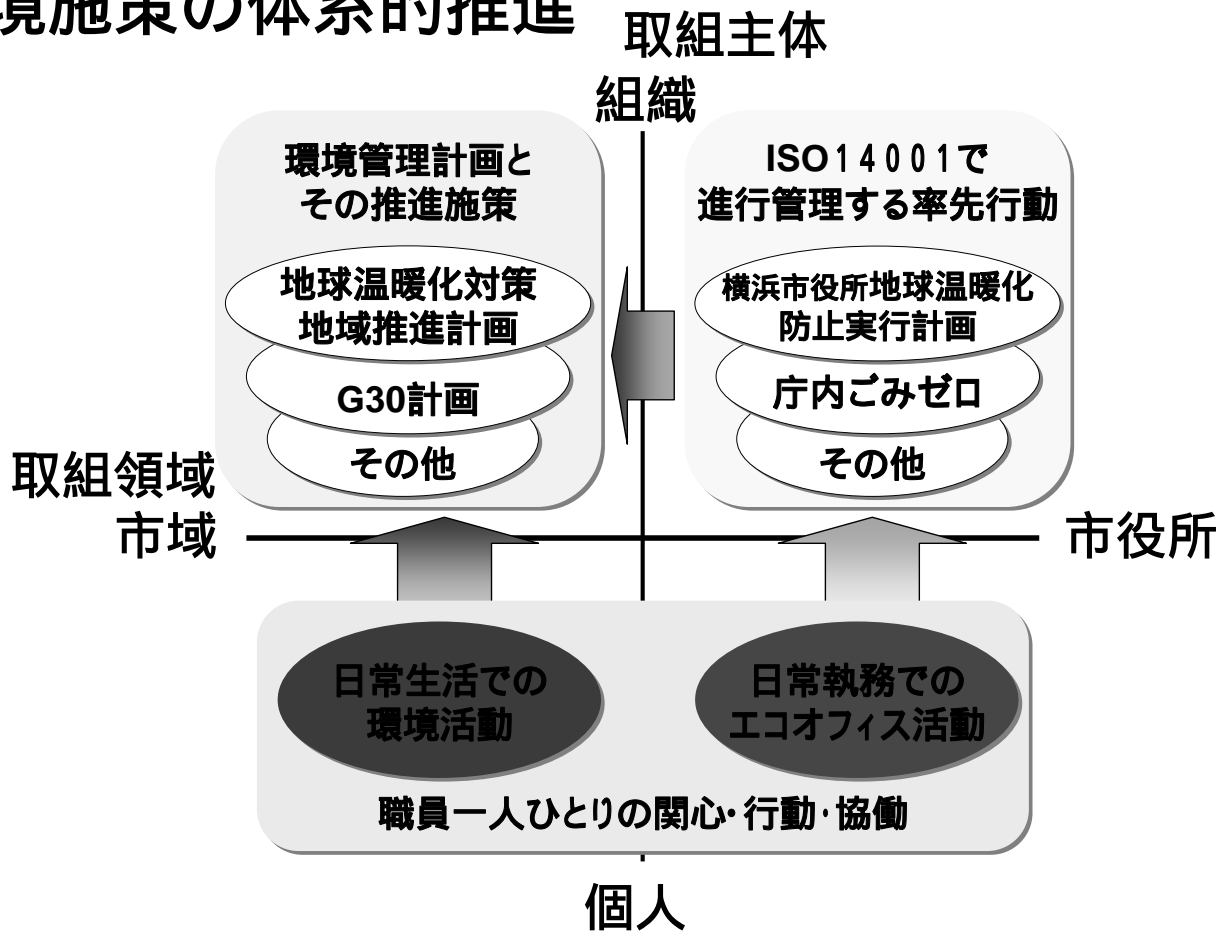 境施策の体系的推進
取組主体
組織
環境管理計画と
その推進施策
地球温暖化対策
地域推進計画
G30計画
その他
ISO14001で
進行管理する率先行動
横浜市役所地球温暖化
防止実行計画
庁内ごみゼロ
その他
取組領域
市域
市役所
日常生活での
環境活動
日常執務での
エコオフィス活動
職員一人ひとりの関心・行動・協働
個人